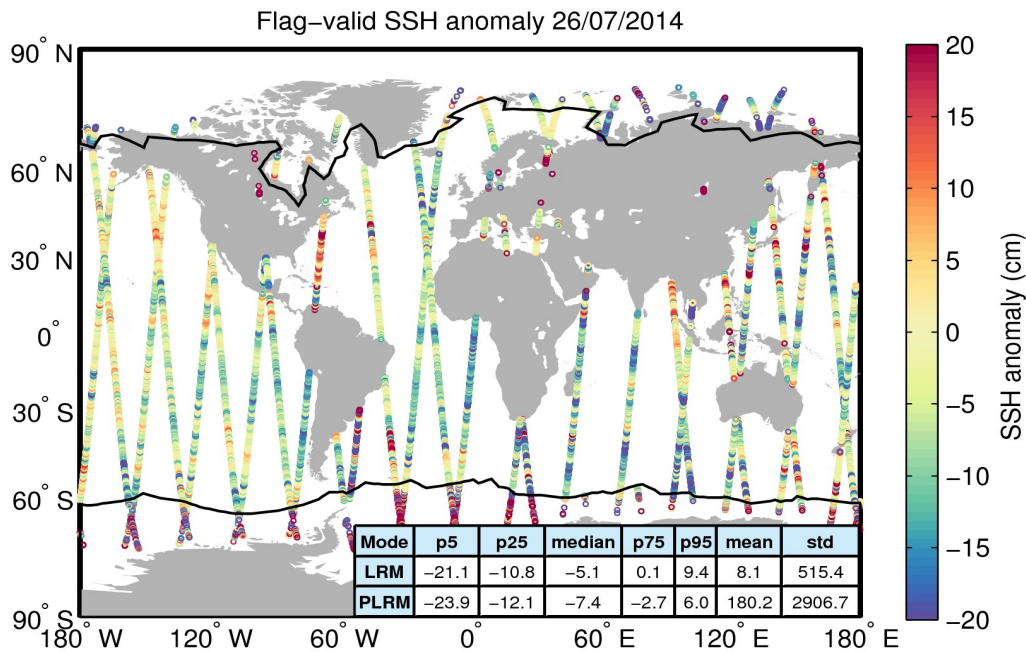 Flag−valid SSH anomaly 26/07/2014
90° N
60° N
30° N
0°
30° S
60° S
90° S
180° W
120° W
60° W
0°
60° E
120° E
180° E
Mode p5 p25 median p75 p95 mean std
LRM −21.1 −10.8 −5.1 0.1 9.4 8.1 515.4
PLRM −23.9 −12.1 −7.4 −2.7 6.0 180.2 2906.7
20
15
10
5
0
−5
−10
−15
−20
SSH anomaly (cm)